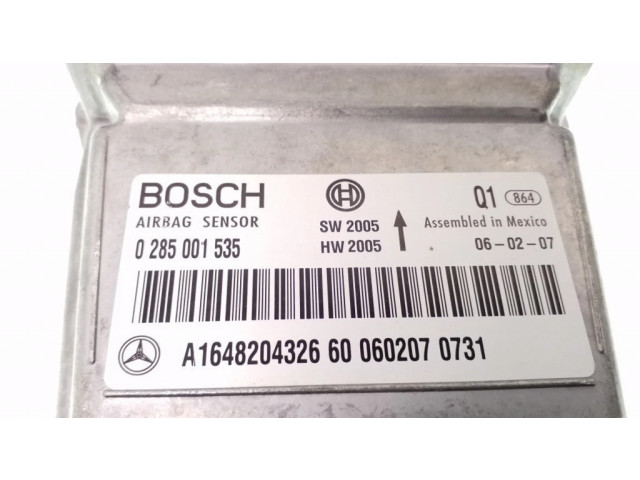 BOSCH
AIRBAG SENSOR
0 285 001 535
SW 2005
HW 2005
Q1 864
Assembled in Mexico
06-02-07
A1648204326 60 060207 0731